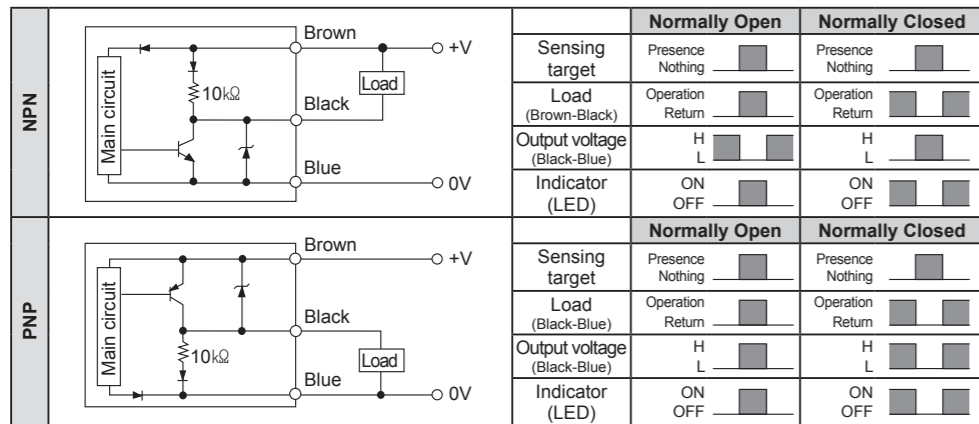 NPN
Main circuit
10kΩ
Brown
Black
Blue
Load
+V
0V
Normally Open Normally Closed
Sensing target
Presence
Nothing
Presence
Nothing
Load
(Brown-Black)
Operation
Return
Operation
Return
Output voltage
(Black-Blue)
H
L
H
L
Indicator
(LED)
ON
OFF
ON
OFF
PNP
Main circuit
10kΩ
Brown
Black
Blue
Load
+V
0V
Normally Open Normally Closed
Sensing
target
Presence
Nothing
Presence
Nothing
Load
(Black-Blue)
Operation
Return
Operation
Return
Output voltage
(Black-Blue)
H
L
H
L
Indicator
(LED)
ON
OFF
ON
OFF